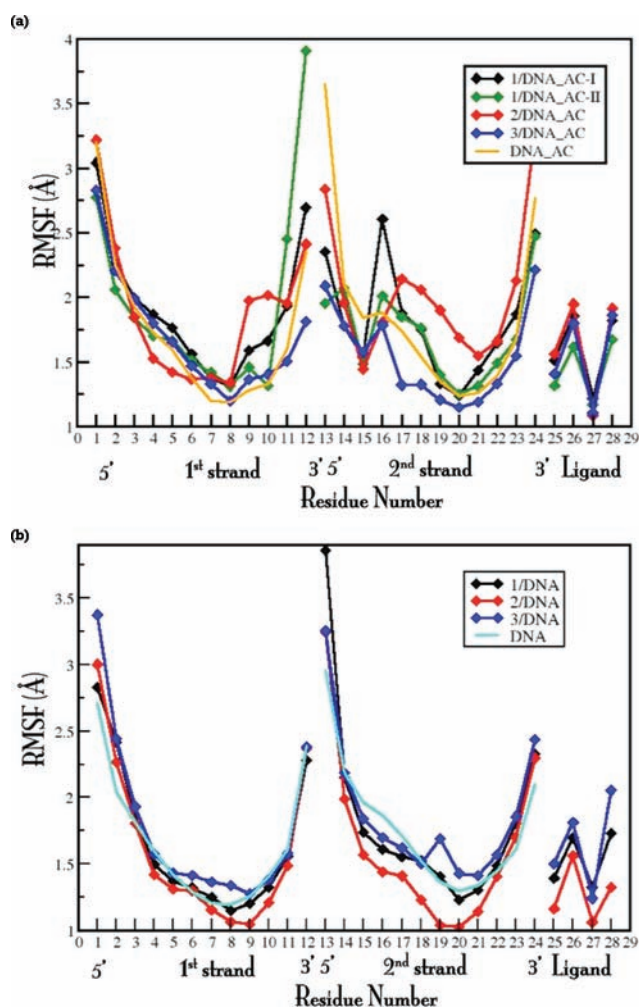 (a)
4
3.5
3
2.5
2
1.5
1
RMSF (Å)
1/DNA_AC-I
1/DNA_AC-II
2/DNA_AC
3/DNA_AC
DNA_AC
0 1 2 3 4 5 6 7 8 9 10 11 12 13 14 15 16 17 18 19 20 21 22 23 24 25 26 27 28 29
5' 1st strand 3' 5' 2nd strand 3' Ligand
Residue Number
(b)
3.5
3
2.5
2
1.5
1
RMSF (Å)
1/DNA
2/DNA
3/DNA
DNA
0 1 2 3 4 5 6 7 8 9 10 11 12 13 14 15 16 17 18 19 20 21 22 23 24 25 26 27 28 29
5' 1st strand 3' 5' 2nd strand 3' Ligand
Residue Number